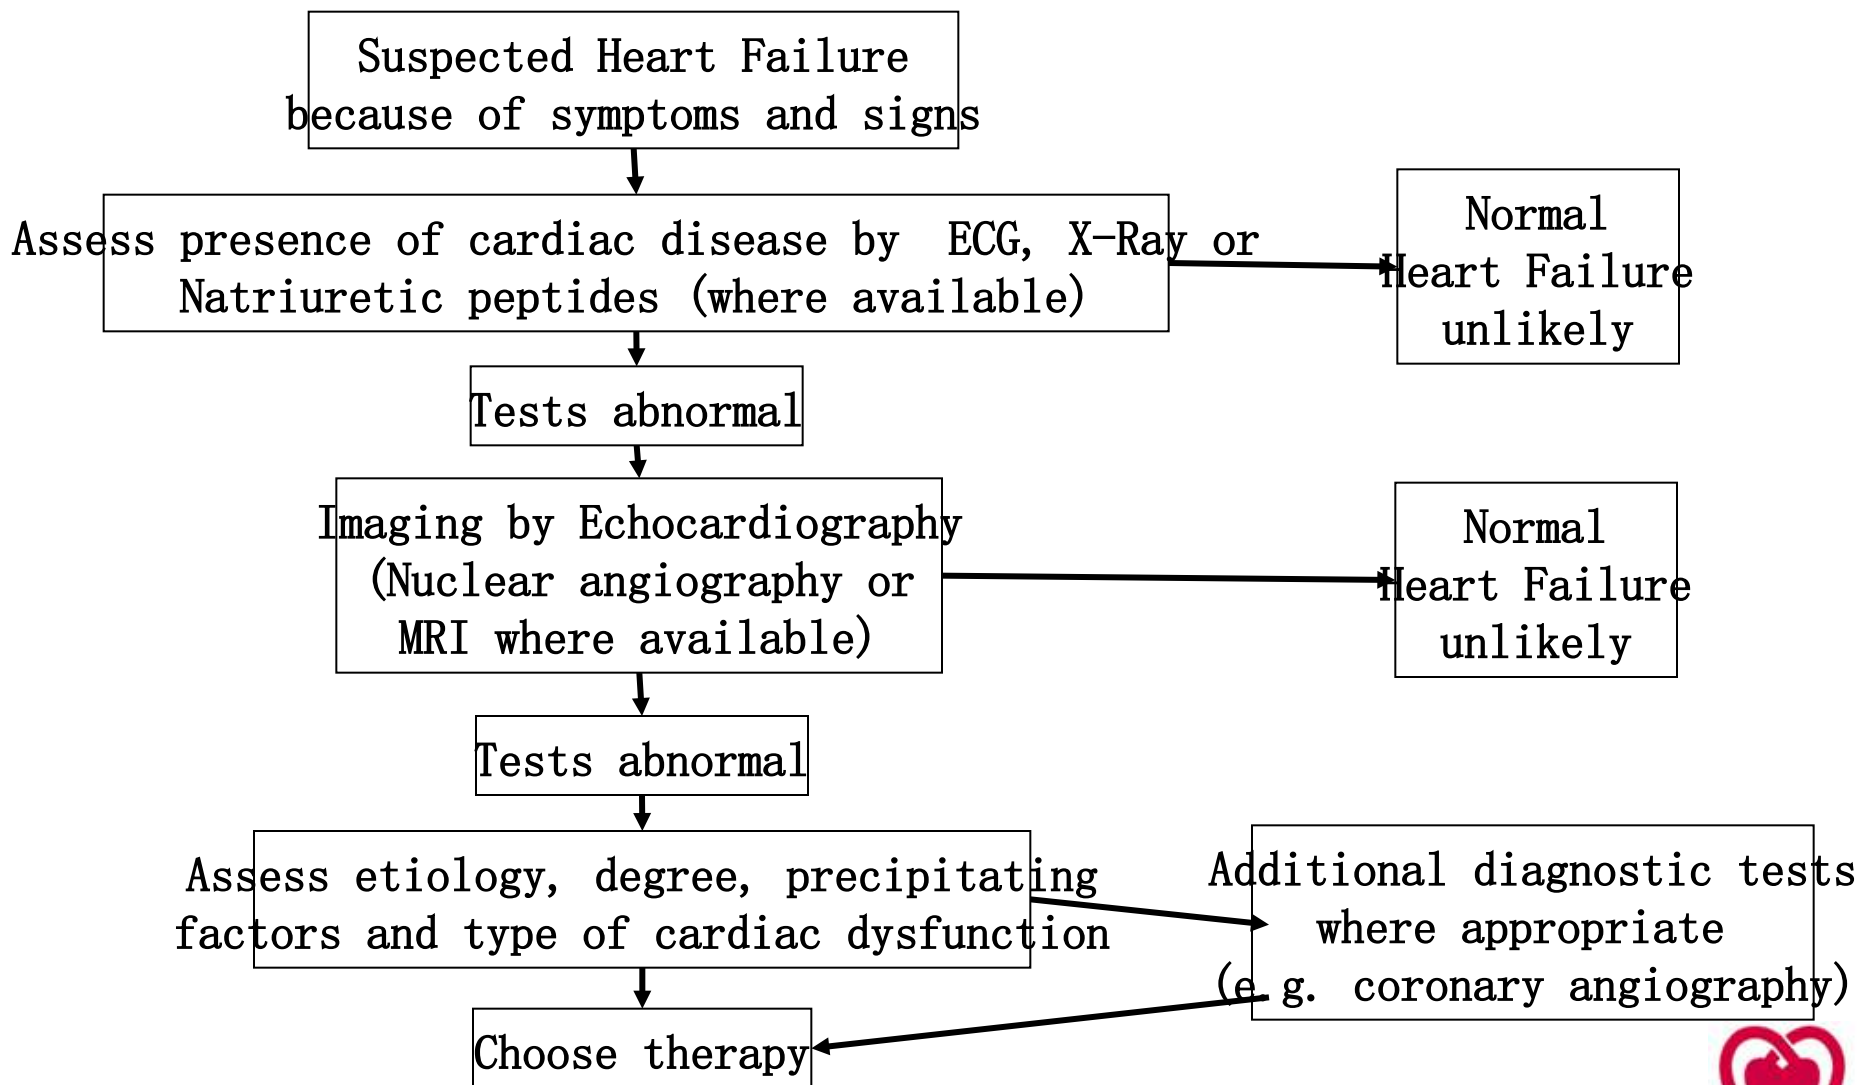 Suspected Heart Failure
because of symptoms and signs
Assess presence of cardiac disease by ECG, X-Ray or
Natriuretic peptides (where available)
Normal
Heart Failure
unlikely
Tests abnormal
Imaging by Echocardiography
(Nuclear angiography or
MRI where available)
Normal
Heart Failure
unlikely
Tests abnormal
Assess etiology, degree, precipitating
factors and type of cardiac dysfunction
Additional diagnostic tests
where appropriate
(e.g. coronary angiography)
Choose therapy